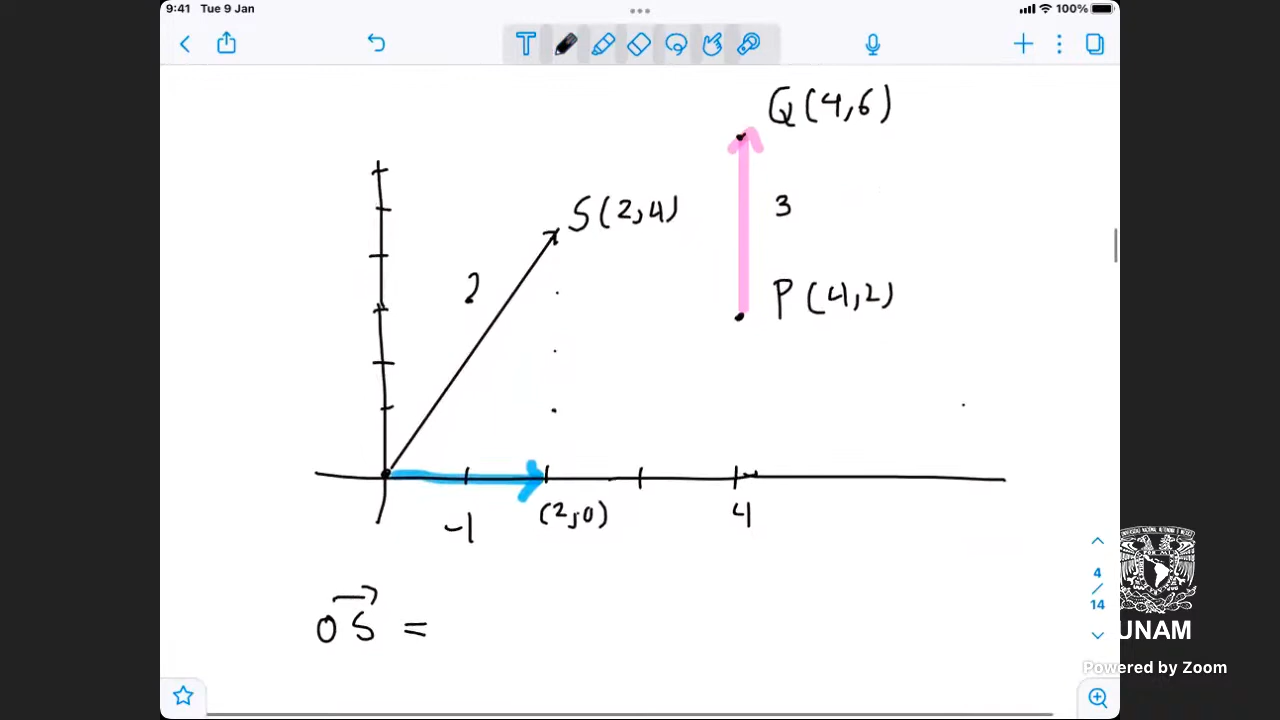 9:41 Tue 9 Jan
100%
Q(4,6)
S(2,4)
3
2
P(4,2)
-1
(2,0)
4
OS =
4
/
14
UNAM
Powered by Zoom